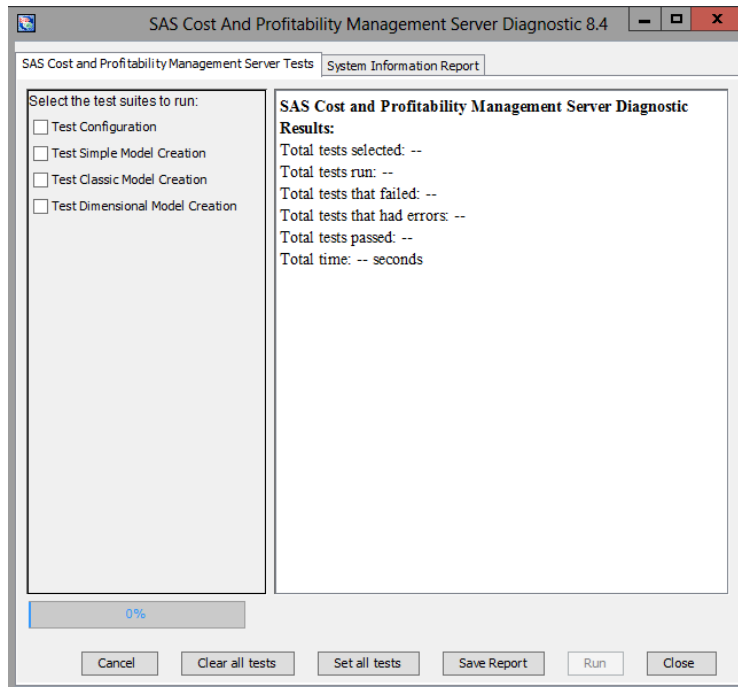 SAS Cost And Profitability Management Server Diagnostic 8.4
SAS Cost and Profitability Management Server Tests
System Information Report
Select the test suites to run:
Test Configuration
Test Simple Model Creation
Test Classic Model Creation
Test Dimensional Model Creation
SAS Cost and Profitability Management Server Diagnostic
Results:
Total tests selected: --
Total tests run: --
Total tests that failed: --
Total tests that had errors: --
Total tests passed: --
Total time: -- seconds
0%
Cancel
Clear all tests
Set all tests
Save Report
Run
Close